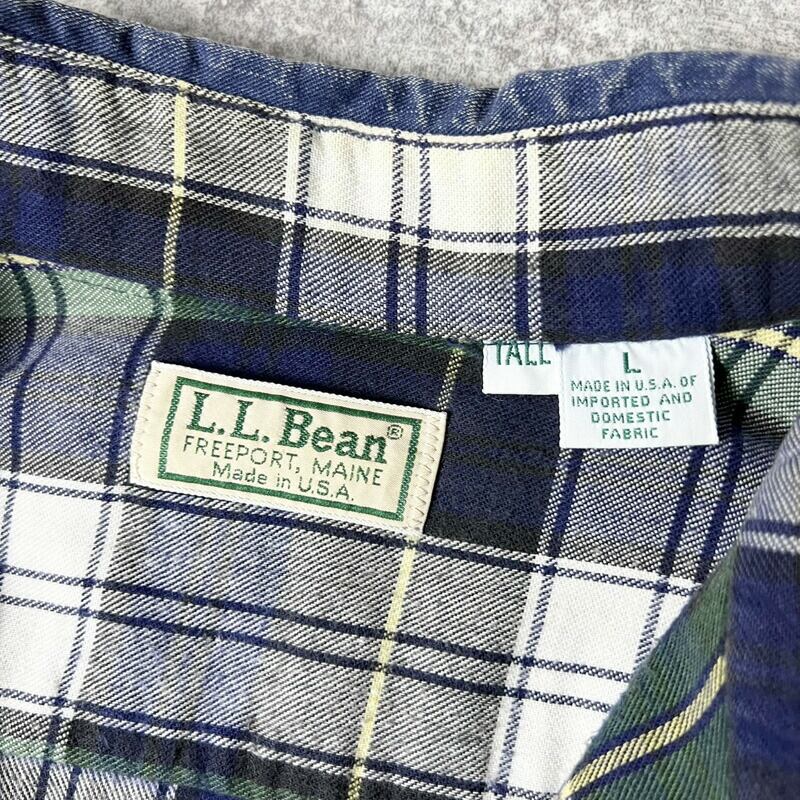 L.L. Bean®
FREEPORT, MAINE
Made in U.S.A.
TALL
L
MADE IN U.S.A. OF
IMPORTED AND
DOMESTIC
FABRIC